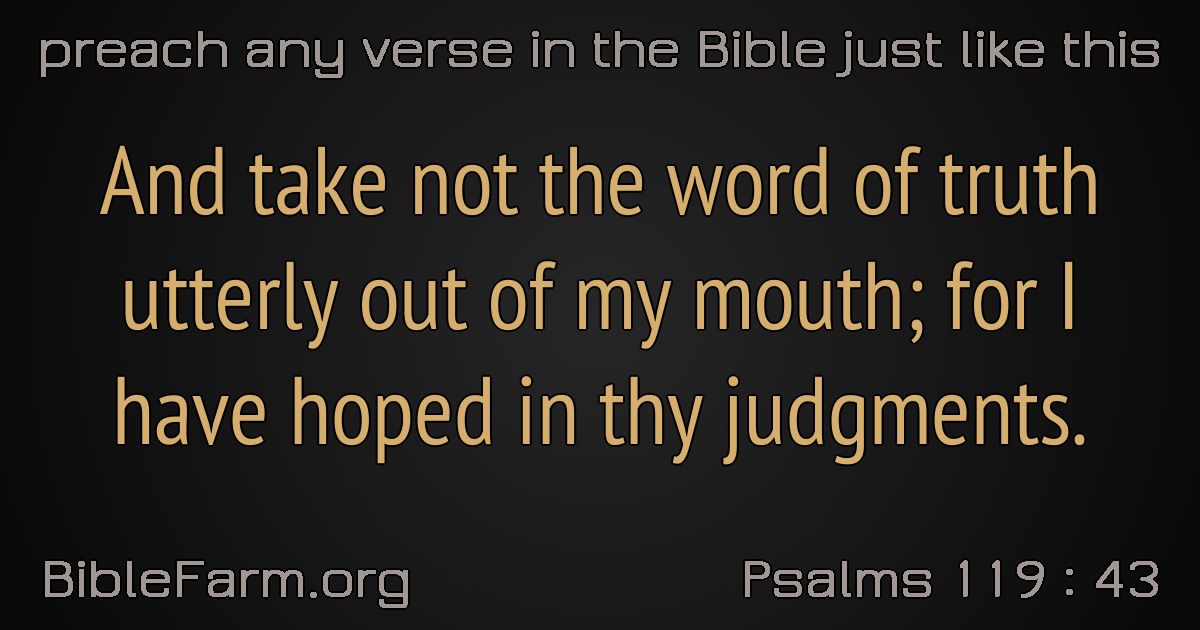 preach any verse in the Bible just like this
And take not the word of truth
utterly out of my mouth; for I
have hoped in thy judgments.
BibleFarm.org
Psalms 119 : 43